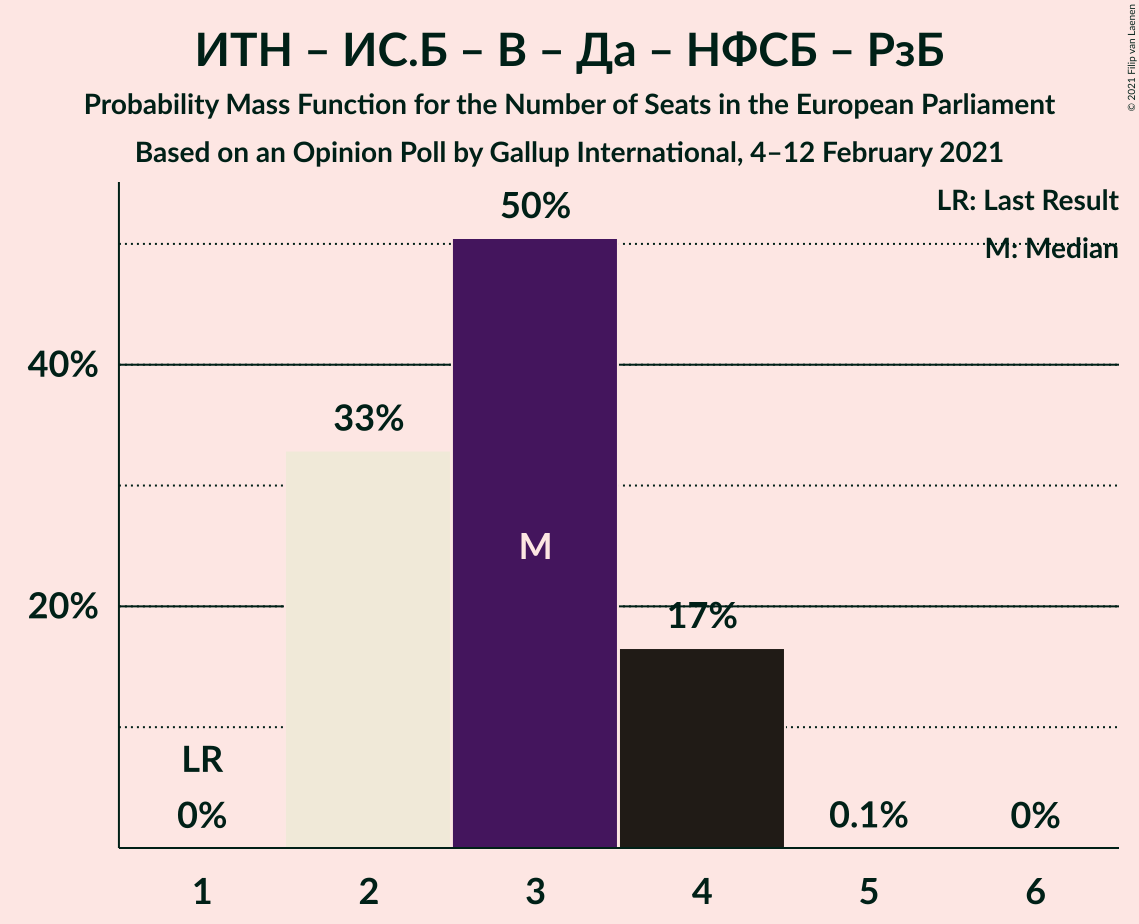 ИТН – ИС.Б – В – Да – НФСБ – РзБ
Probability Mass Function for the Number of Seats in the European Parliament
Based on an Opinion Poll by Gallup International, 4–12 February 2021
© 2021 Filip van Laenen
LR: Last Result
M: Median
50%
40%
33%
M
20%
17%
LR
0%
0.1%
0%
1
2
3
4
5
6